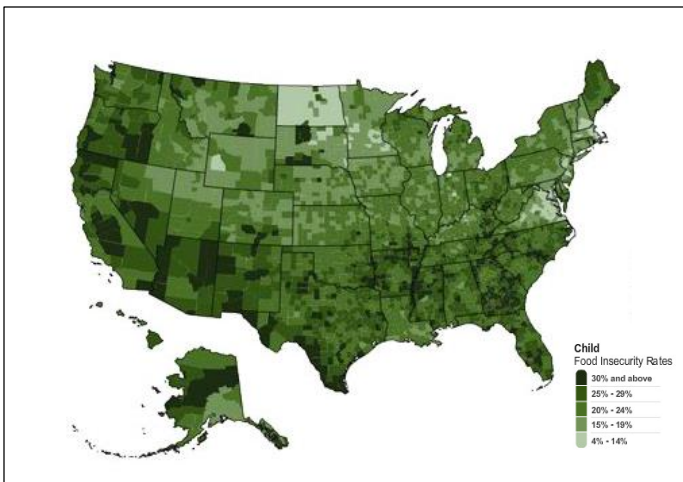 Child
Food Insecurity Rates
30% and above
25% - 29%
20% - 24%
15% - 19%
4% - 14%